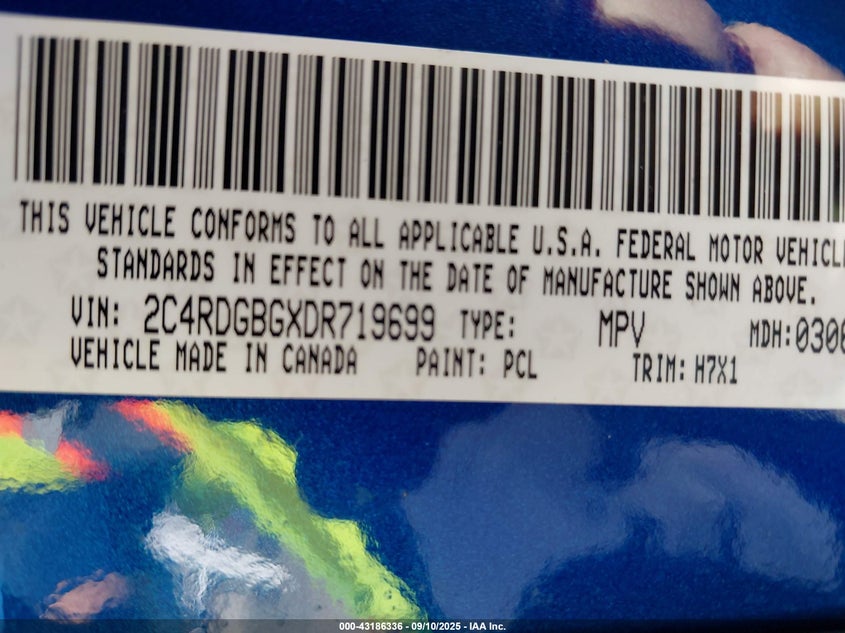 THIS VEHICLE CONFORMS TO ALL APPLICABLE U.S.A. FEDERAL MOTOR VEHICLE
STANDARDS IN EFFECT ON THE DATE OF MANUFACTURE SHOWN ABOVE.
VIN: 2C4RDGBGXDR719699 TYPE: MPV MDH:0306
VEHICLE MADE IN CANADA PAINT: PCL TRIM: H7X1
000-43186336 - 09/10/2025 - IAA Inc.